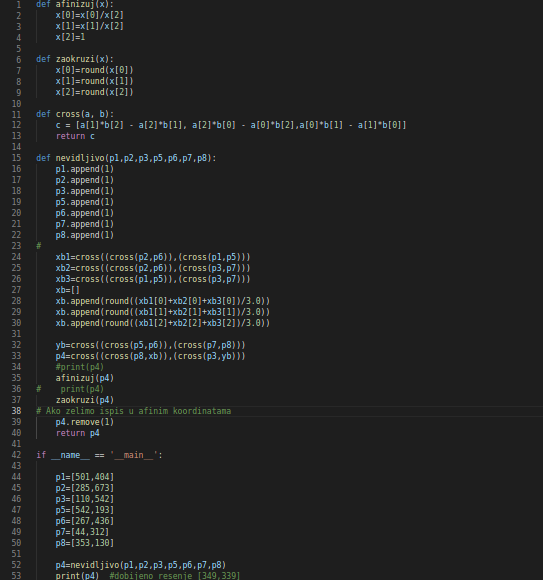 1 def afinizuj(x):
2 x[0]=x[0]/x[2]
3 x[1]=x[1]/x[2]
4 x[2]=1
5
6 def zaokruzi(x):
7 x[0]=round(x[0])
8 x[1]=round(x[1])
9 x[2]=round(x[2])
10
11 def cross(a, b):
12 c = [a[1]*b[2] - a[2]*b[1], a[2]*b[0] - a[0]*b[2],a[0]*b[1] - a[1]*b[0]]
13 return c
14
15 def nevidljivo(p1,p2,p3,p5,p6,p7,p8):
16 p1.append(1)
17 p2.append(1)
18 p3.append(1)
19 p5.append(1)
20 p6.append(1)
21 p7.append(1)
22 p8.append(1)
23 #
24 xb1=cross((cross(p2,p6)),(cross(p1,p5)))
25 xb2=cross((cross(p2,p6)),(cross(p3,p7)))
26 xb3=cross((cross(p1,p5)),(cross(p3,p7)))
27 xb=[]
28 xb.append(round((xb1[0]+xb2[0]+xb3[0])/3.0))
29 xb.append(round((xb1[1]+xb2[1]+xb3[1])/3.0))
30 xb.append(round((xb1[2]+xb2[2]+xb3[2])/3.0))
31
32 yb=cross((cross(p5,p6)),(cross(p7,p8)))
33 p4=cross((cross(p8,xb)),(cross(p3,yb)))
34 #print(p4)
35 afinizuj(p4)
36 # print(p4)
37 zaokruzi(p4)
38 # Ako zelimo ispis u afinim koordinatama
39 p4.remove(1)
40 return p4
41
42 if __name__ == '__main__':
43
44 p1=[501,404]
45 p2=[285,673]
46 p3=[110,542]
47 p5=[542,193]
48 p6=[267,436]
49 p7=[44,312]
50 p8=[353,130]
51
52 p4=nevidljivo(p1,p2,p3,p5,p6,p7,p8)
53 print(p4) #dobijeno resenje [349,339]